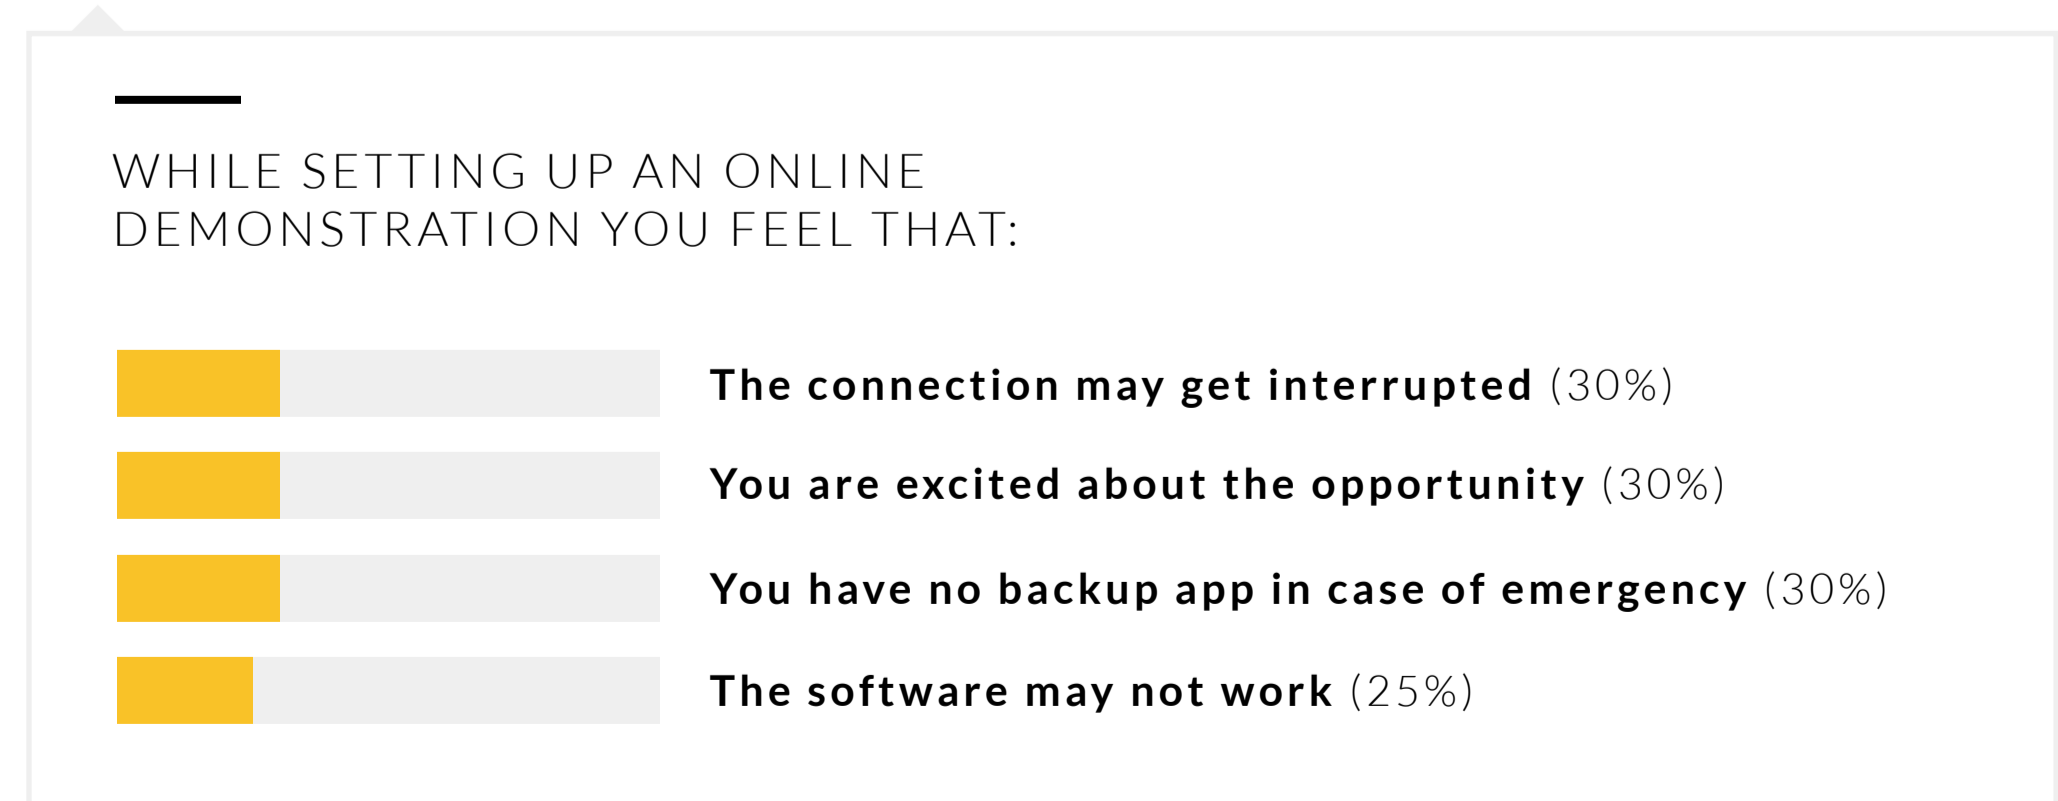 WHILE SETTING UP AN ONLINE
DEMONSTRATION YOU FEEL THAT:
The connection may get interrupted (30%)
You are excited about the opportunity (30%)
You have no backup app in case of emergency (30%)
The software may not work (25%)